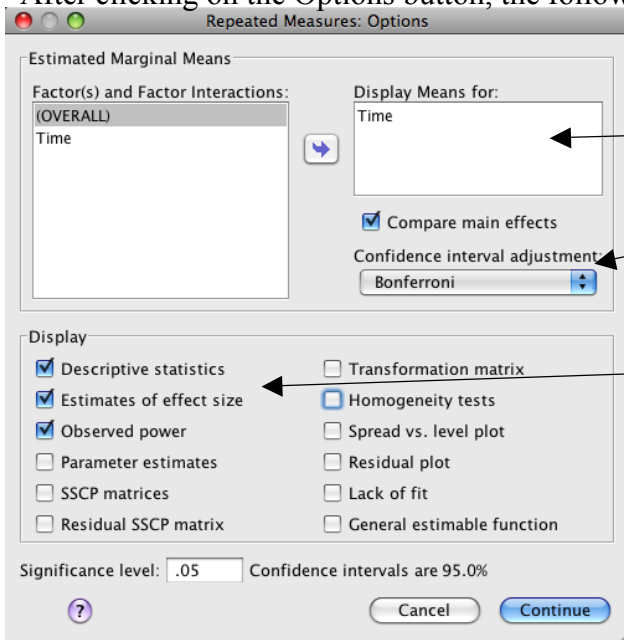 After clicking on the Options button, the follow
Repeated Measures: Options
Estimated Marginal Means
Factor(s) and Factor Interactions:
(OVERALL)
Time
Display Means for:
Time
Compare main effects
Confidence interval adjustment:
Bonferroni
Display
Descriptive statistics
Estimates of effect size
Observed power
Parameter estimates
SSCP matrices
Residual SSCP matrix
Transformation matrix
Homogeneity tests
Spread vs. level plot
Residual plot
Lack of fit
General estimable function
Significance level: .05 Confidence intervals are 95.0%
? Cancel Continue